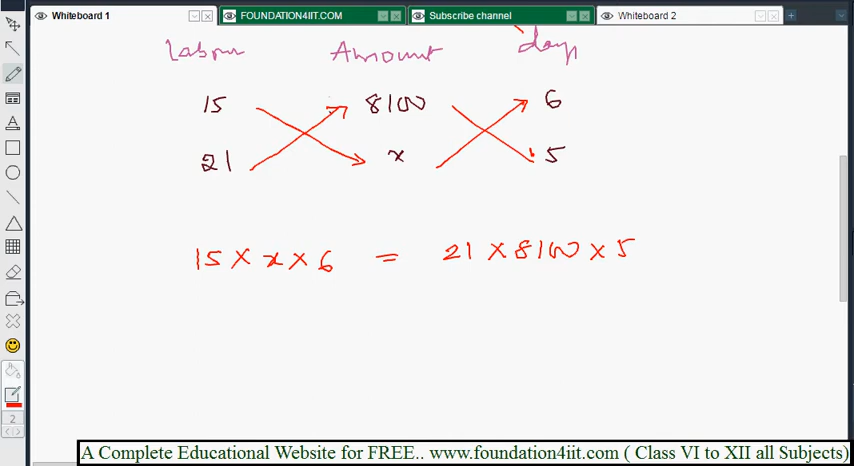 Whiteboard 1 FOUNDATION4IIT.COM Subscribe channel Whiteboard 2
Labour Amount days
15 8100 6
21 x 5
15 × x × 6 = 21 × 8100 × 5
2
A Complete Educational Website for FREE.. www.foundation4iit.com ( Class VI to XII all Subjects)